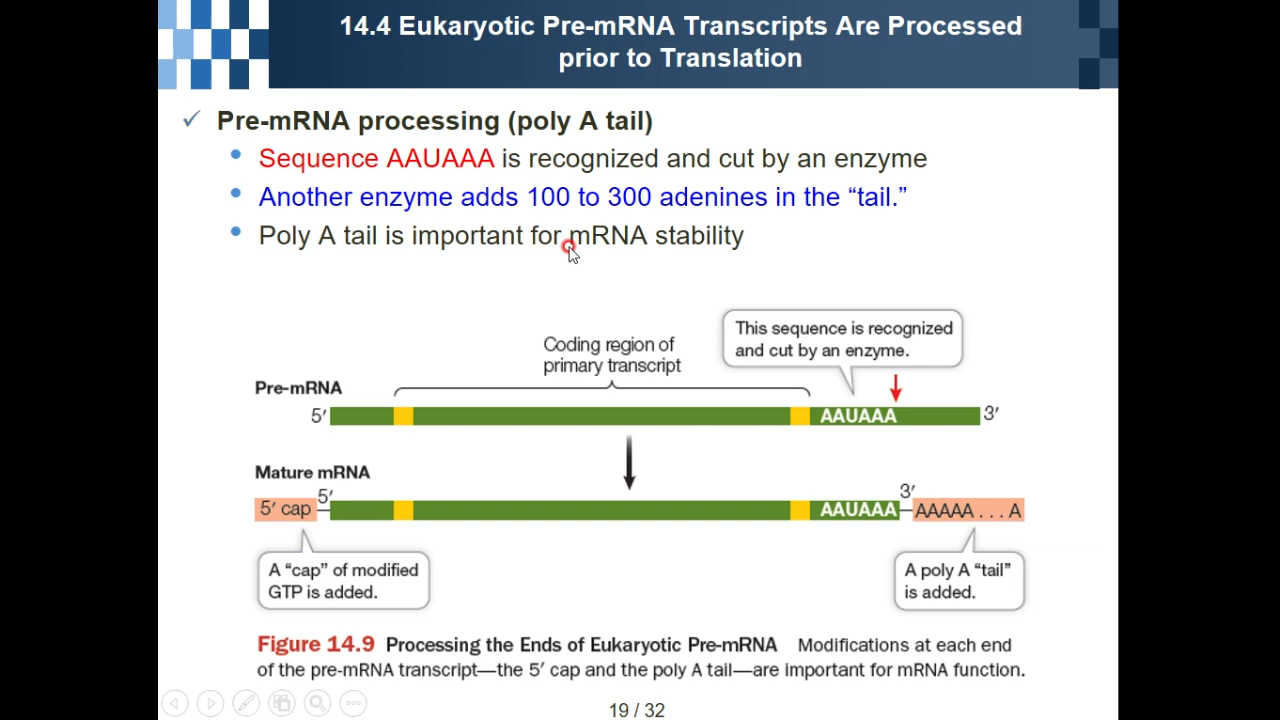 14.4 Eukaryotic Pre-mRNA Transcripts Are Processed
prior to Translation
Pre-mRNA processing (poly A tail)
Sequence AAUAAA is recognized and cut by an enzyme
Another enzyme adds 100 to 300 adenines in the “tail.”
Poly A tail is important for mRNA stability
This sequence is recognized
and cut by an enzyme.
Coding region of
primary transcript
Pre-mRNA
5′ AAUAAA 3′
Mature mRNA
5′ cap 5′ AAUAAA 3′ AAAAA . . . A
A “cap” of modified
GTP is added.
A poly A “tail”
is added.
Figure 14.9 Processing the Ends of Eukaryotic Pre-mRNA Modifications at each end
of the pre-mRNA transcript—the 5′ cap and the poly A tail—are important for mRNA function.
19 / 32